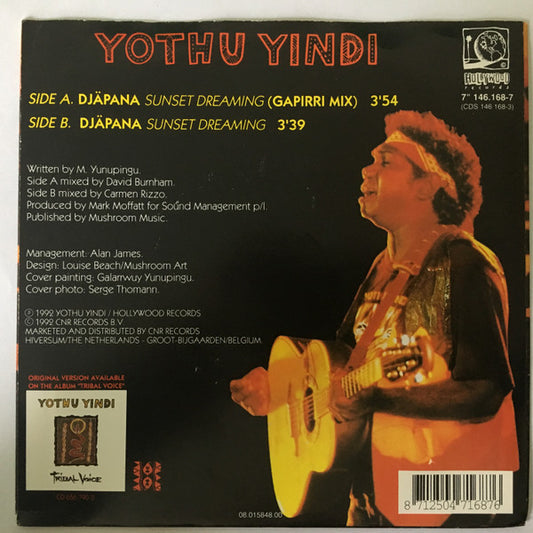 YOTHU YINDI
HOLLYWOOD
records
7" 146.168-7
(CDS 146 168-3)
SIDE A. DJÄPANA SUNSET DREAMING (GAPIRRI MIX) 3'54
SIDE B. DJÄPANA SUNSET DREAMING 3'39
Written by M. Yunupingu.
Side A mixed by David Burnham.
Side B mixed by Carmen Rizzo.
Produced by Mark Moffatt for Sound Management p/l.
Published by Mushroom Music.
Management: Alan James.
Design: Louise Beach/Mushroom Art
Cover painting: Galarrwuy Yunupingu.
Cover photo: Serge Thomann.
℗ 1992 YOTHU YINDI / HOLLYWOOD RECORDS
© 1992 CNR RECORDS B.V
MARKETED AND DISTRIBUTED BY CNR RECORDS
HIVERSUM/THE NETHERLANDS - GROOT-BIJGAARDEN/BELGIUM.
ORIGINAL VERSION AVAILABLE
ON THE ALBUM "TRIBAL VOICE"
YOTHU YINDI
TRIBAL VOICE
CD 656.790-2
08.015848.00
8 712504 716876